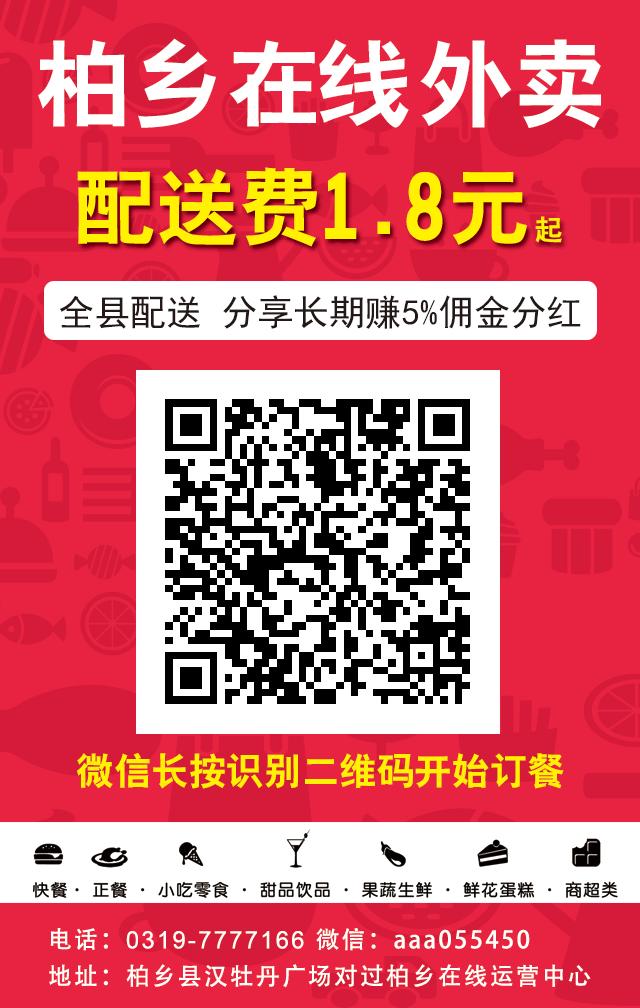 柏乡在线外卖
配送费1.8元起
全县配送 分享长期赚5%佣金分红
微信长按识别二维码开始订餐
快餐 · 正餐 · 小吃零食 · 甜品饮品 · 果蔬生鲜 · 鲜花蛋糕 · 商超类
电话：0319-7777166 微信：aaa055450
地址：柏乡县汉牡丹广场对过柏乡在线运营中心